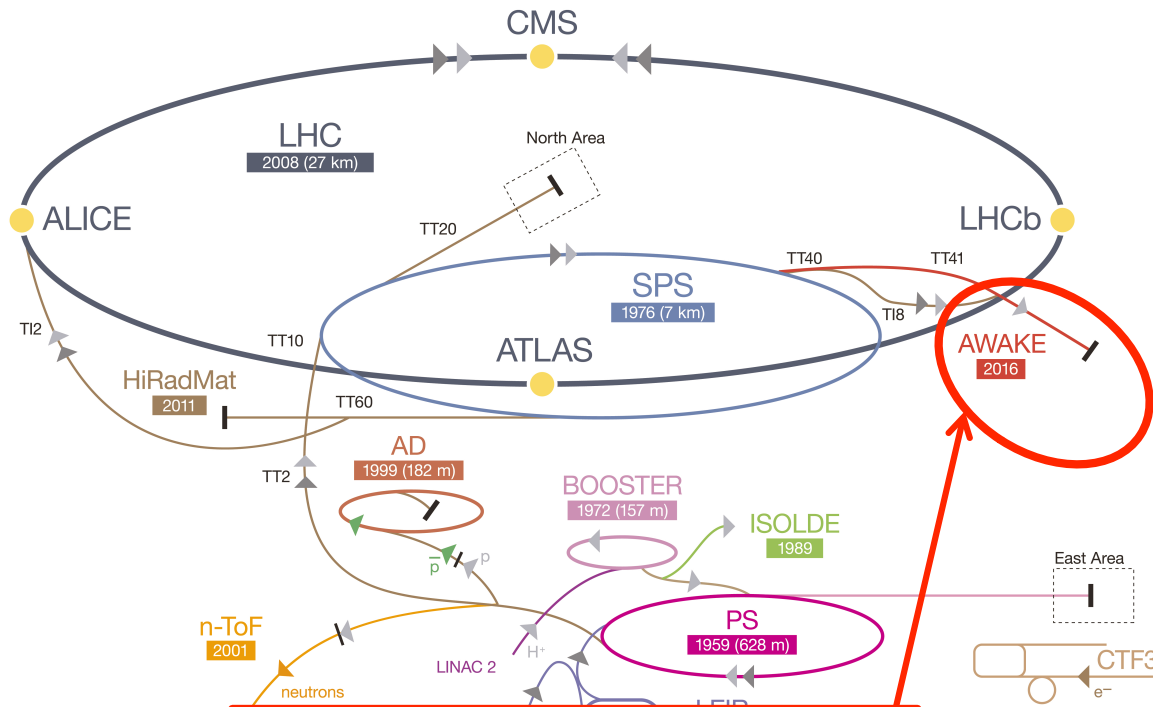 CMS
LHC
2008 (27 km)
North Area
ALICE
LHCb
TT20
TT40
TT41
SPS
1976 (7 km)
TI8
TI2
TT10
ATLAS
AWAKE
2016
HiRadMat
2011
TT60
AD
1999 (182 m)
TT2
BOOSTER
1972 (157 m)
ISOLDE
1989
p
p
East Area
n-ToF
2001
PS
1959 (628 m)
H+
LINAC 2
neutrons
CTF3
e–
LEIR